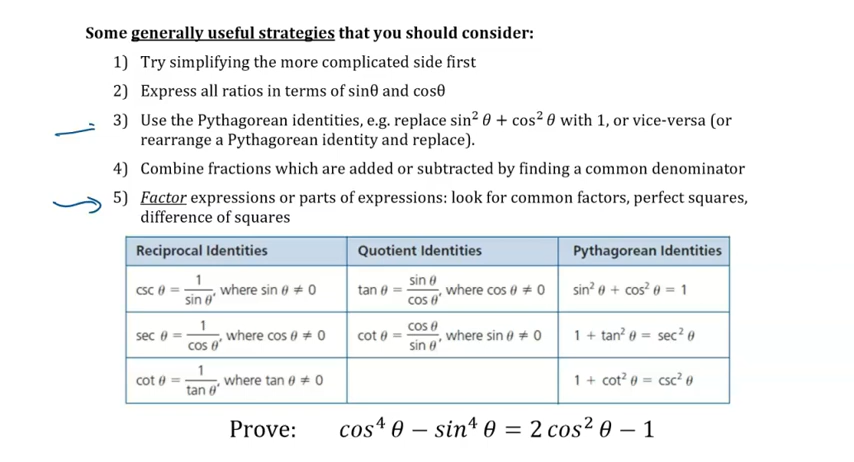 Some generally useful strategies that you should consider:
1) Try simplifying the more complicated side first
2) Express all ratios in terms of sinθ and cosθ
3) Use the Pythagorean identities, e.g. replace sin² θ + cos² θ with 1, or vice-versa (or
rearrange a Pythagorean identity and replace).
4) Combine fractions which are added or subtracted by finding a common denominator
5) Factor expressions or parts of expressions: look for common factors, perfect squares,
difference of squares
Reciprocal Identities Quotient Identities Pythagorean Identities
csc θ = 1/sin θ, where sin θ ≠ 0 tan θ = sin θ/cos θ, where cos θ ≠ 0 sin² θ + cos² θ = 1
sec θ = 1/cos θ, where cos θ ≠ 0 cot θ = cos θ/sin θ, where sin θ ≠ 0 1 + tan² θ = sec² θ
cot θ = 1/tan θ, where tan θ ≠ 0 1 + cot² θ = csc² θ
Prove: cos⁴ θ − sin⁴ θ = 2 cos² θ − 1